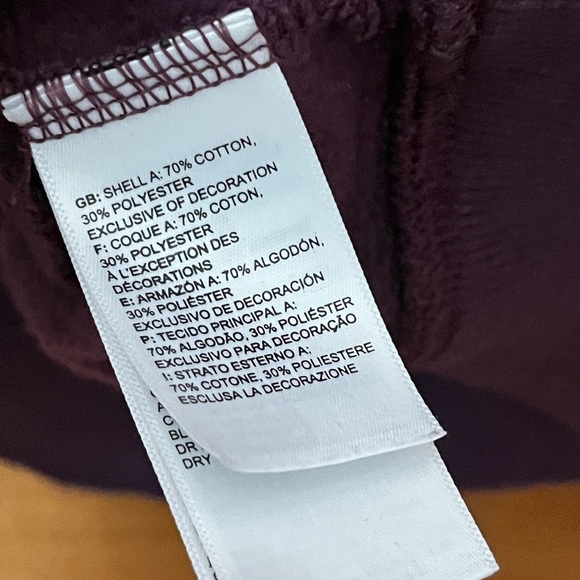 GB: SHELL A: 70% COTTON,
30% POLYESTER
EXCLUSIVE OF DECORATION
F: COQUE A: 70% COTON,
30% POLYESTER
À L'EXCEPTION DES
DÉCORATIONS
E: ARMAZÓN A: 70% ALGODÓN,
30% POLIÉSTER
EXCLUSIVO DE DECORACIÓN
P: TECIDO PRINCIPAL A:
70% ALGODÃO, 30% POLIÉSTER
EXCLUSIVO PARA DECORAÇÃO
I: STRATO ESTERNO A:
70% COTONE, 30% POLIESTERE
ESCLUSA LA DECORAZIONE
DRY